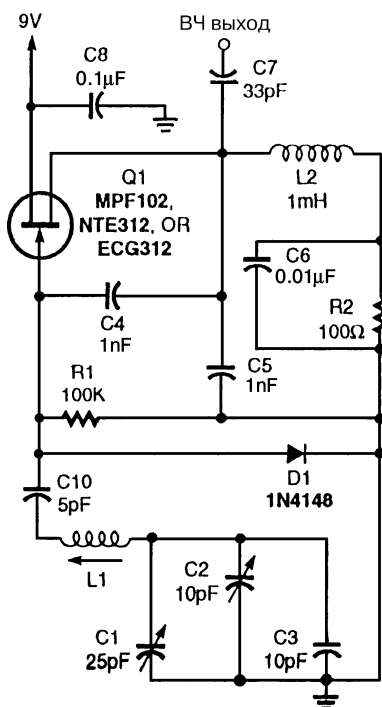 9V
ВЧ выход
C8
0.1µF
C7
33pF
Q1
MPF102,
NTE312, OR
ECG312
L2
1mH
C6
0.01µF
R2
100Ω
C4
1nF
C5
1nF
R1
100K
D1
1N4148
C10
5pF
L1
C2
10pF
C1
25pF
C3
10pF